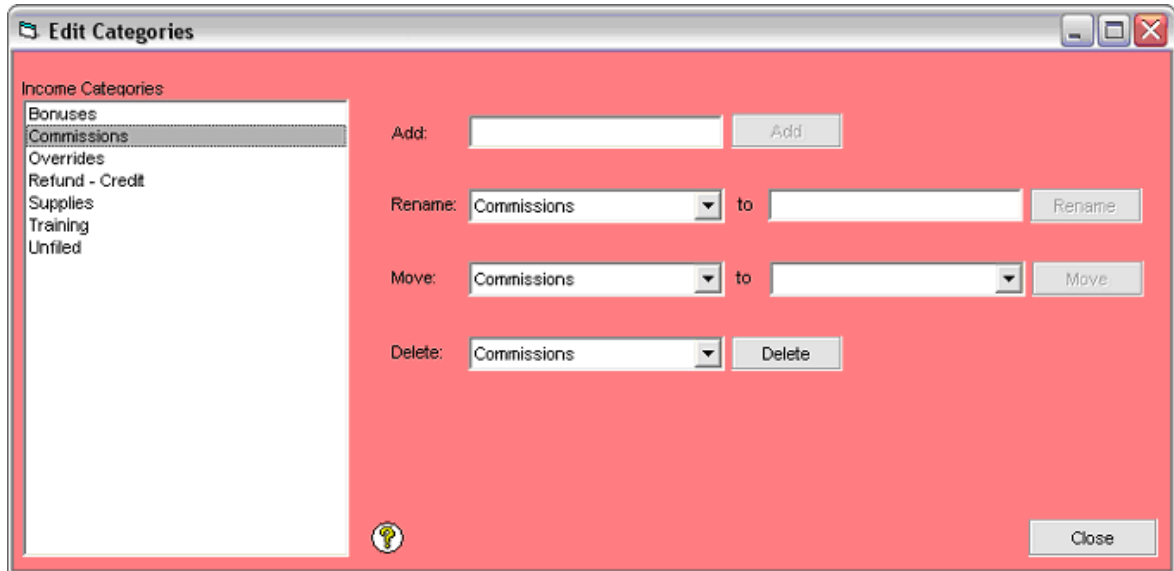 Edit Categories
Income Categories
Bonuses
Commissions
Overrides
Refund - Credit
Supplies
Training
Unfiled
Add: Add
Rename: Commissions to Rename
Move: Commissions to Move
Delete: Commissions Delete
?
Close